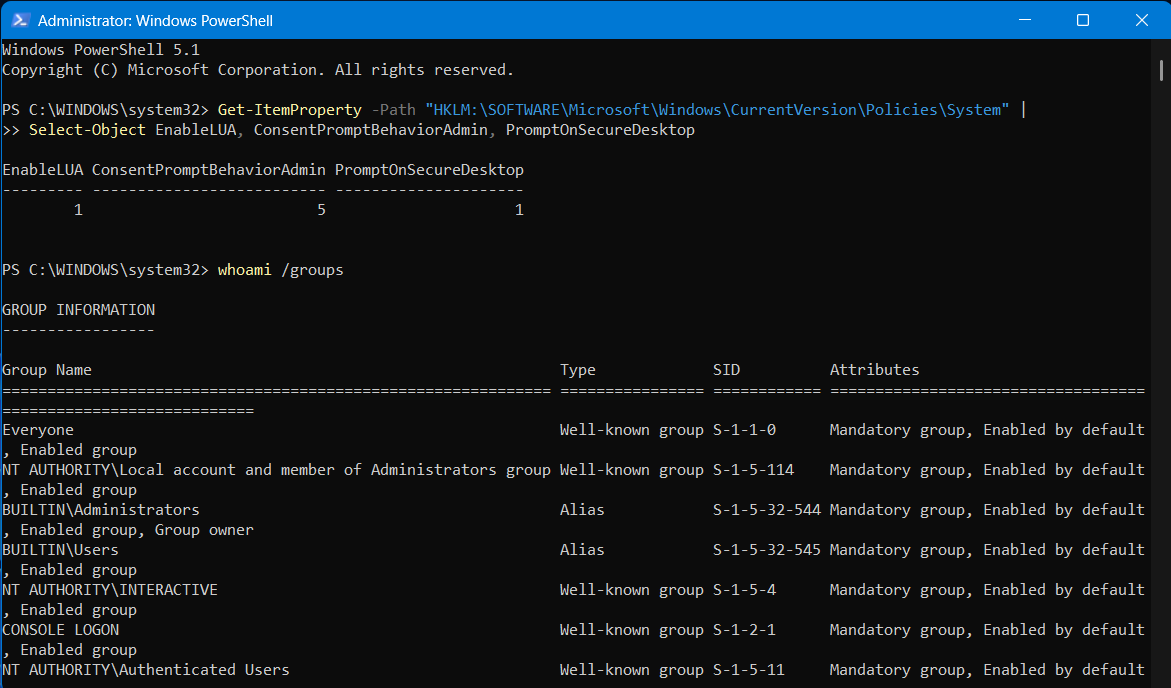 Administrator: Windows PowerShell
Windows PowerShell 5.1
Copyright (C) Microsoft Corporation. All rights reserved.
PS C:\WINDOWS\system32> Get-ItemProperty -Path "HKLM:\SOFTWARE\Microsoft\Windows\CurrentVersion\Policies\System" |
>> Select-Object EnableLUA, ConsentPromptBehaviorAdmin, PromptOnSecureDesktop
EnableLUA ConsentPromptBehaviorAdmin PromptOnSecureDesktop
--------- -------------------------- ---------------------
        1                          5                     1
PS C:\WINDOWS\system32> whoami /groups
GROUP INFORMATION
-----------------
Group Name                                                    Type             SID          Attributes
============================================================= ================ ============ ===================================
============================
Everyone                                                      Well-known group S-1-1-0      Mandatory group, Enabled by default
, Enabled group
NT AUTHORITY\Local account and member of Administrators group Well-known group S-1-5-114    Mandatory group, Enabled by default
, Enabled group
BUILTIN\Administrators                                        Alias            S-1-5-32-544 Mandatory group, Enabled by default
, Enabled group, Group owner
BUILTIN\Users                                                 Alias            S-1-5-32-545 Mandatory group, Enabled by default
, Enabled group
NT AUTHORITY\INTERACTIVE                                      Well-known group S-1-5-4      Mandatory group, Enabled by default
, Enabled group
CONSOLE LOGON                                                 Well-known group S-1-2-1      Mandatory group, Enabled by default
, Enabled group
NT AUTHORITY\Authenticated Users                              Well-known group S-1-5-11     Mandatory group, Enabled by default